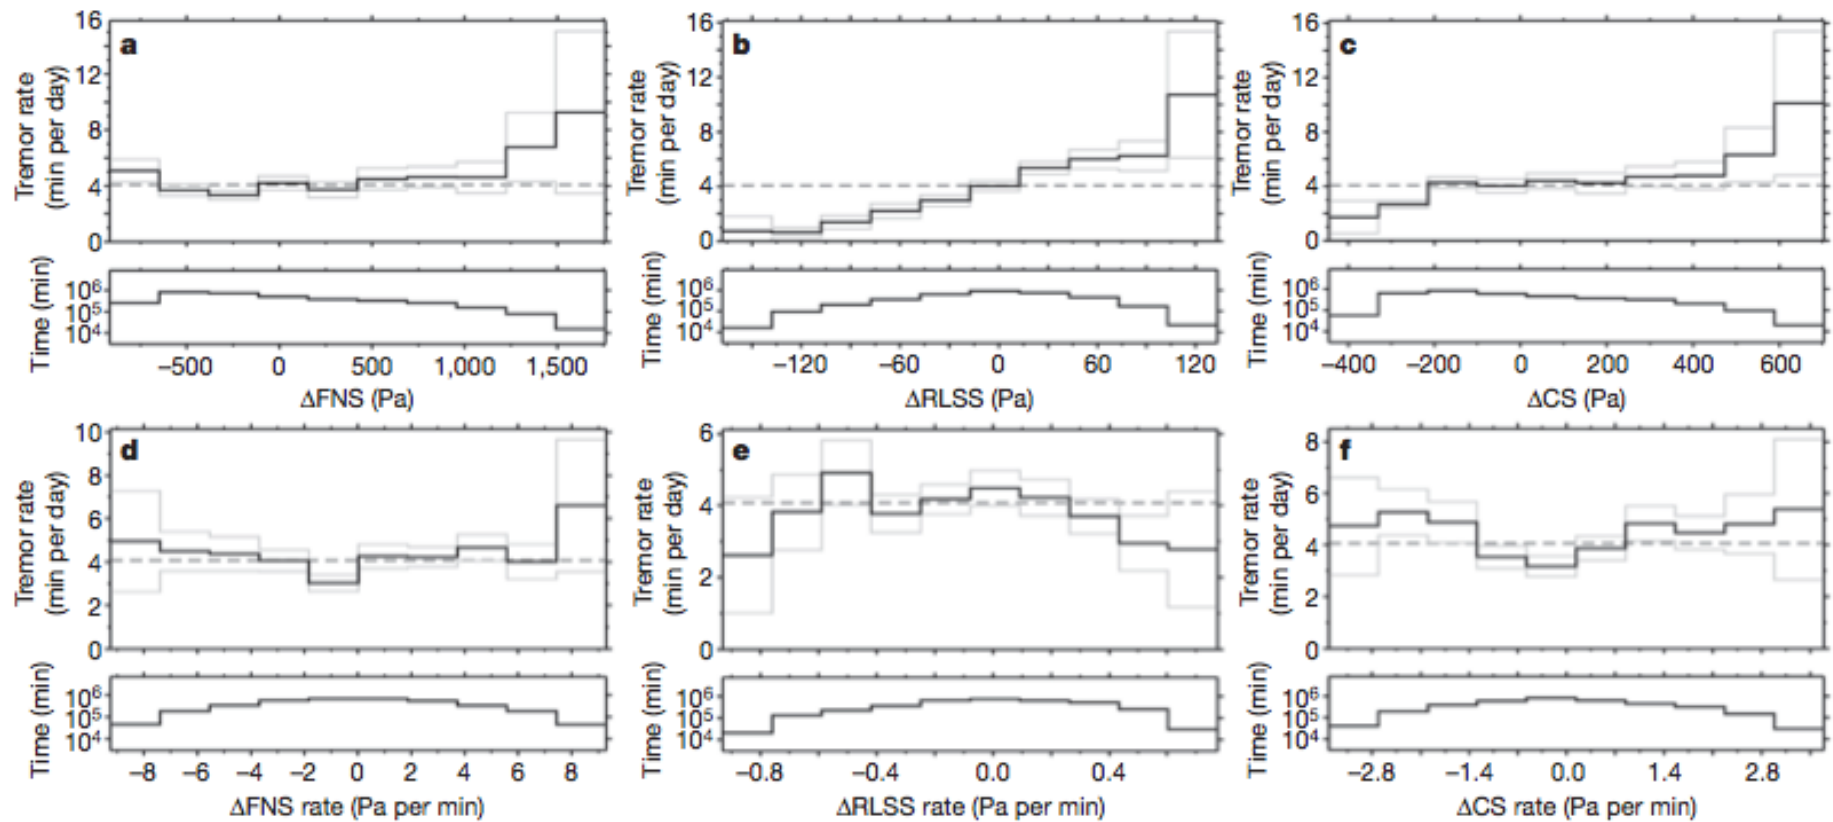 a
Tremor rate
(min per day)
16
12
8
4
0
Time (min)
10⁶
10⁵
10⁴
−500 0 500 1,000 1,500
ΔFNS (Pa)
b
Tremor rate
(min per day)
16
12
8
4
0
Time (min)
10⁶
10⁵
10⁴
−120 −60 0 60 120
ΔRLSS (Pa)
c
Tremor rate
(min per day)
16
12
8
4
0
Time (min)
10⁶
10⁵
10⁴
−400 −200 0 200 400 600
ΔCS (Pa)
d
Tremor rate
(min per day)
10
8
6
4
2
0
Time (min)
10⁶
10⁵
10⁴
−8 −6 −4 −2 0 2 4 6 8
ΔFNS rate (Pa per min)
e
Tremor rate
(min per day)
6
4
2
0
Time (min)
10⁶
10⁵
10⁴
−0.8 −0.4 0.0 0.4
ΔRLSS rate (Pa per min)
f
Tremor rate
(min per day)
8
6
4
2
0
Time (min)
10⁶
10⁵
10⁴
−2.8 −1.4 0.0 1.4 2.8
ΔCS rate (Pa per min)